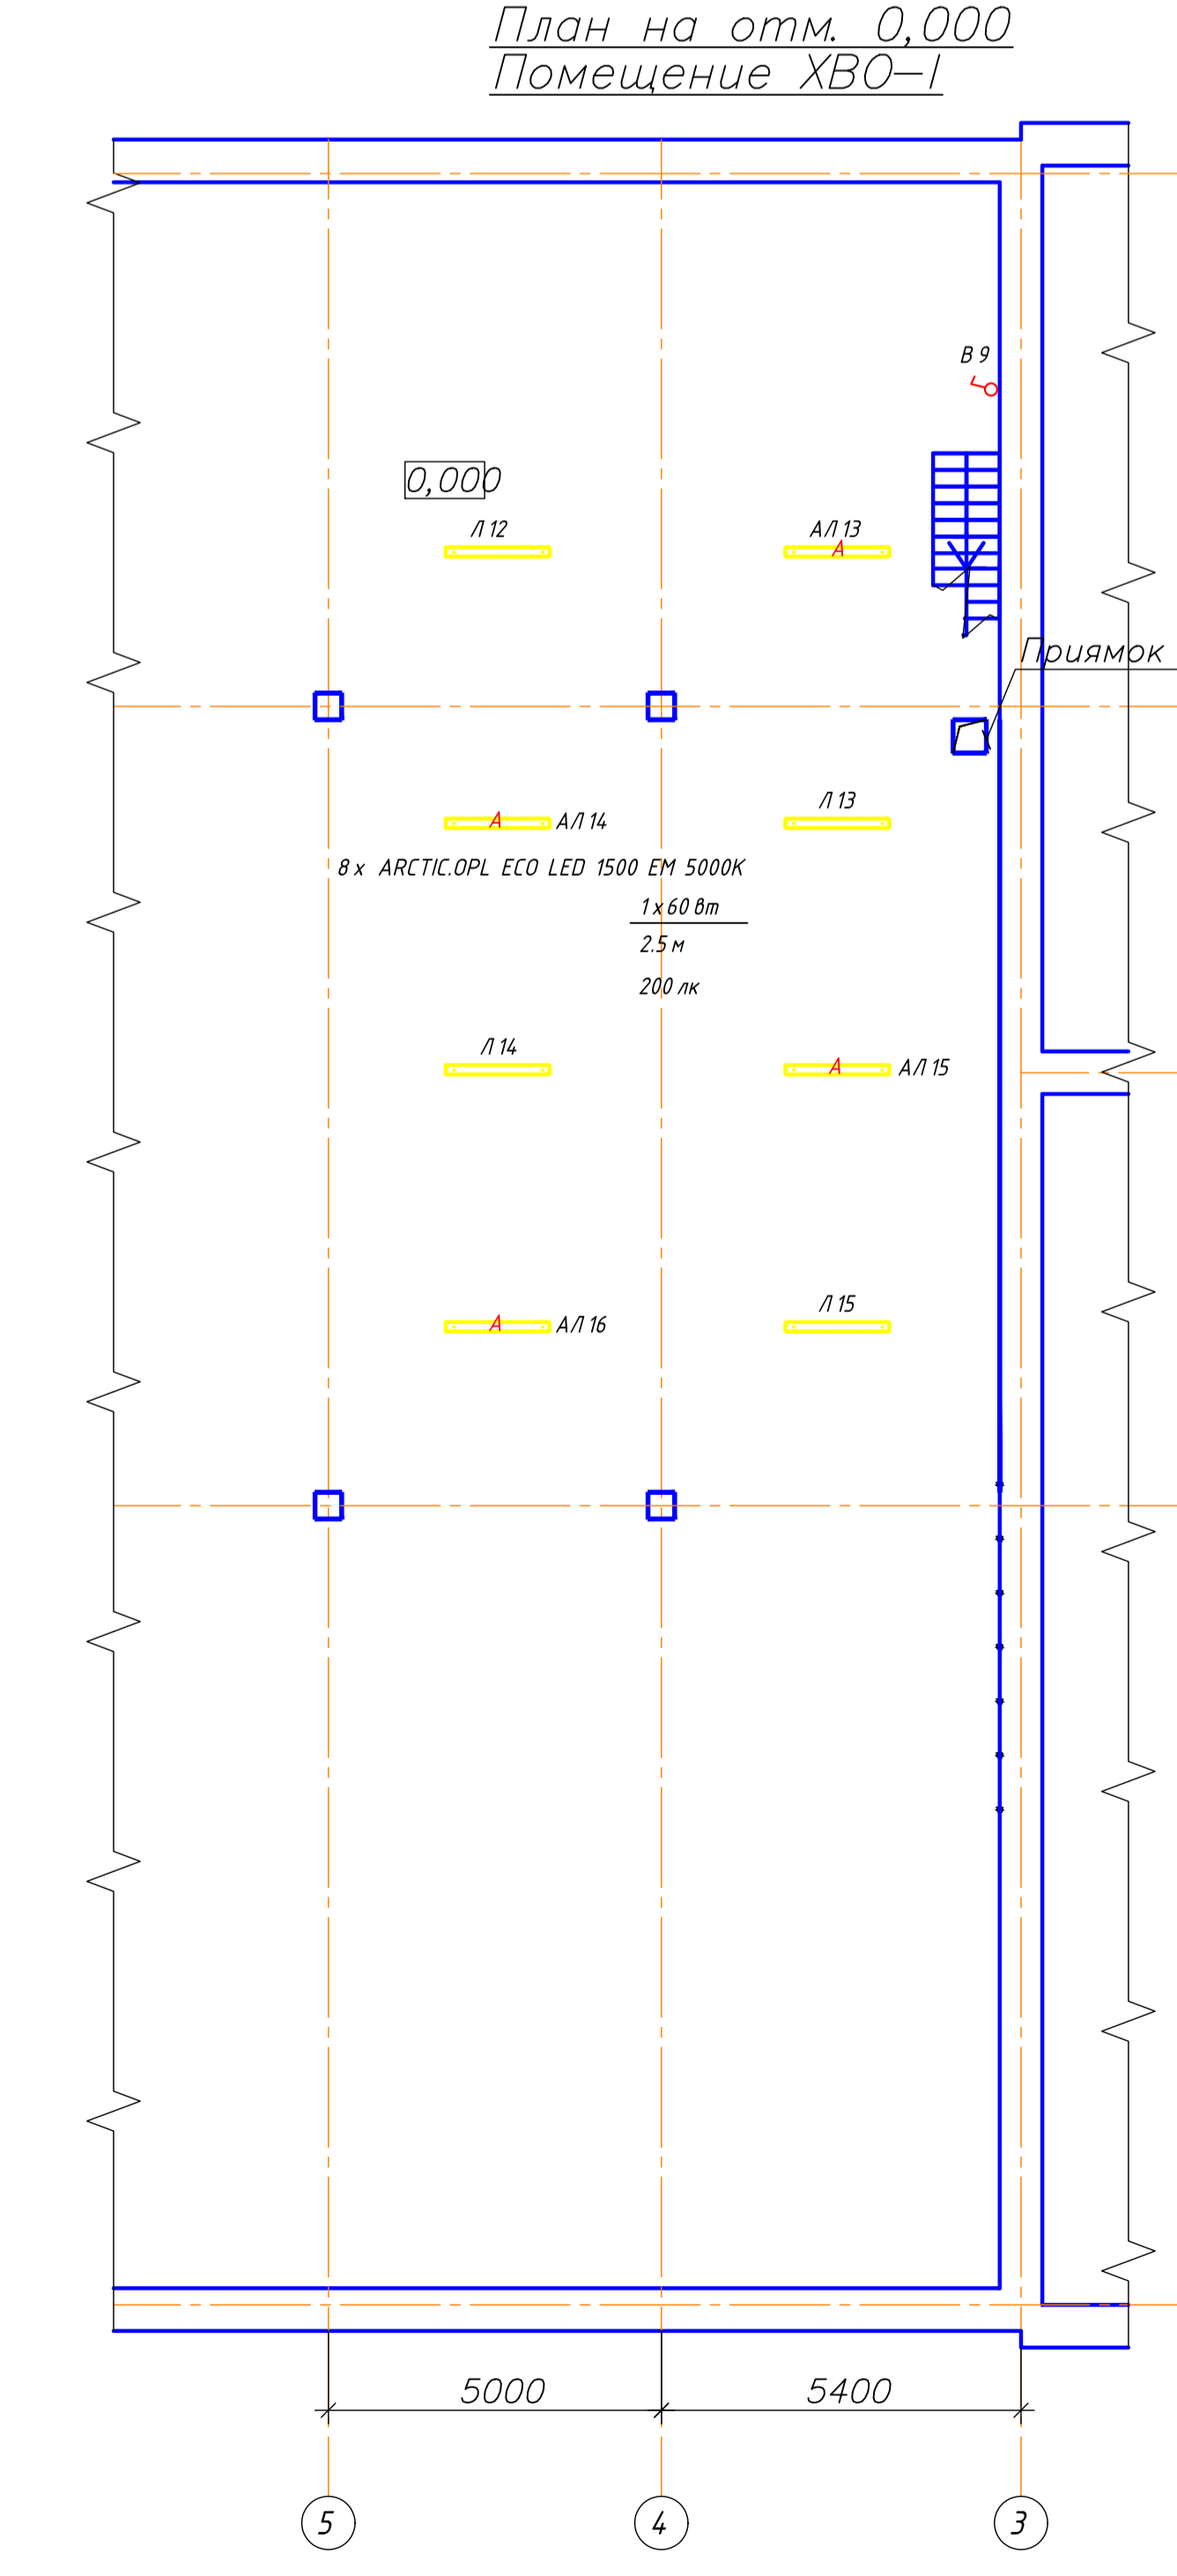 План на отм. 0,000
Помещение ХВО-I
В 9
0,000
Л 12
АЛ 13
А
Приямок
Л 13
А
АЛ 14
8 х ARCTIC.OPL ECO LED 1500 EM 5000K
1 х 60 Вт
2.5 м
200 лк
Л 14
А
АЛ 15
Л 15
А
АЛ 16
5000
5400
5
4
3